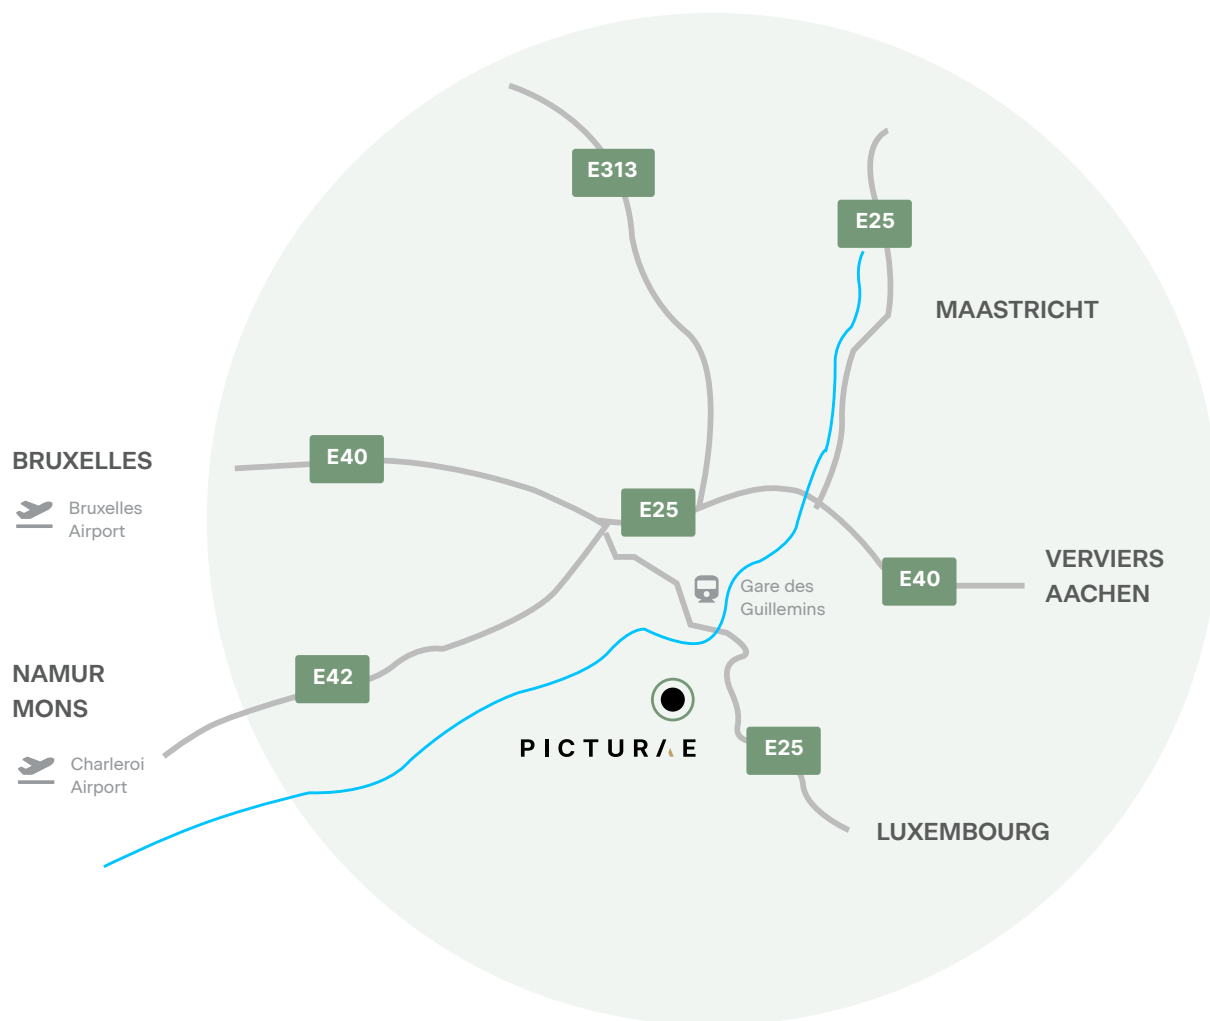 E313
E25
MAASTRICHT
BRUXELLES
Bruxelles
Airport
E40
E25
E40
VERVIERS
AACHEN
Gare des
Guillemins
NAMUR
MONS
Charleroi
Airport
E42
PICTURAE
E25
LUXEMBOURG